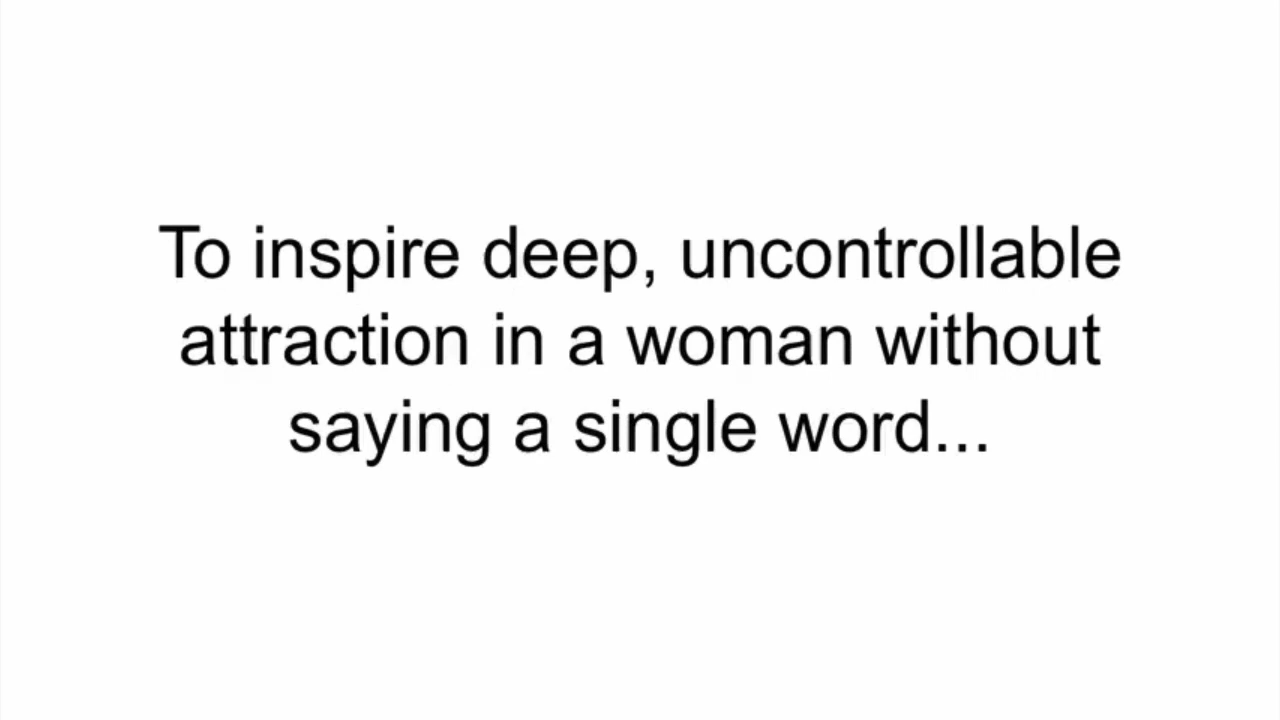 To inspire deep, uncontrollable
attraction in a woman without
saying a single word...